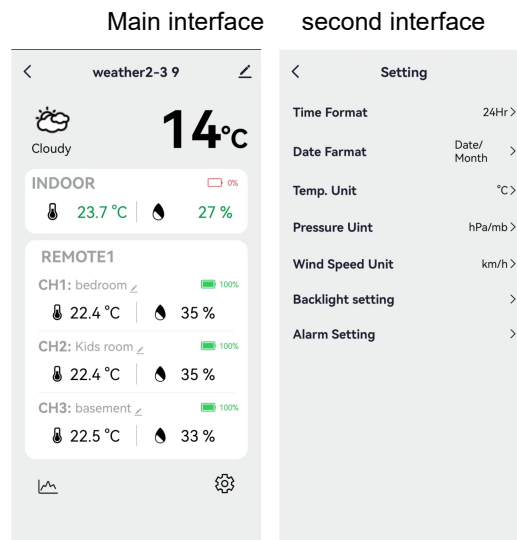 Main interface
second interface
weather2-3 9
Cloudy
14°C
INDOOR 0%
23.7 °C 27 %
REMOTE1
CH1: bedroom 100%
22.4 °C 35 %
CH2: Kids room 100%
22.4 °C 35 %
CH3: basement 100%
22.5 °C 33 %
Setting
Time Format 24Hr
Date Farmat Date/
Month
Temp. Unit °C
Pressure Uint hPa/mb
Wind Speed Unit km/h
Backlight setting
Alarm Setting